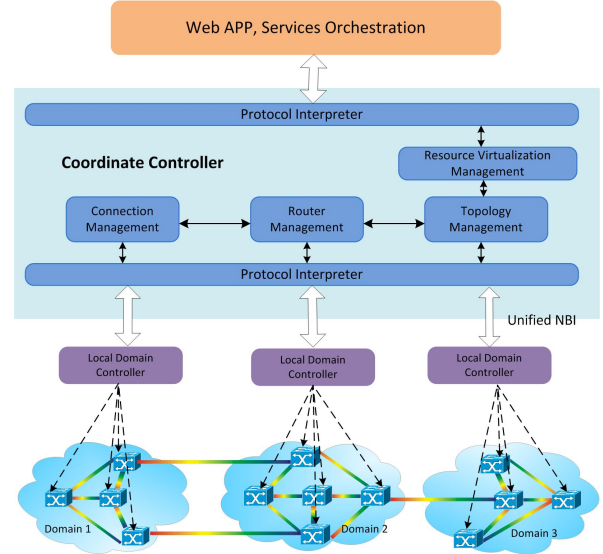 Web APP, Services Orchestration
Protocol Interpreter
Coordinate Controller
Resource Virtualization
Management
Connection
Management
Router
Management
Topology
Management
Protocol Interpreter
Unified NBI
Local Domain
Controller
Local Domain
Controller
Local Domain
Controller
Domain 1
Domain 2
Domain 3